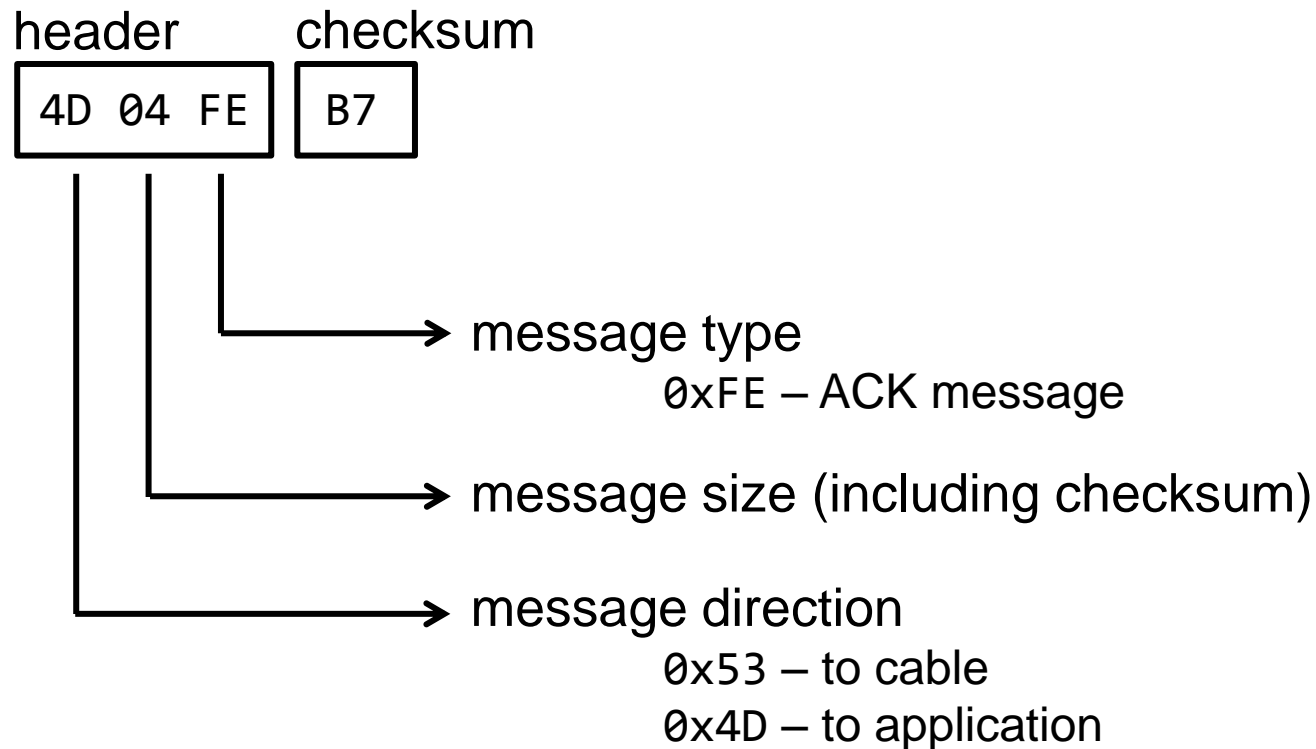 header checksum
4D 04 FE B7
message type
0xFE – ACK message
message size (including checksum)
message direction
0x53 – to cable
0x4D – to application